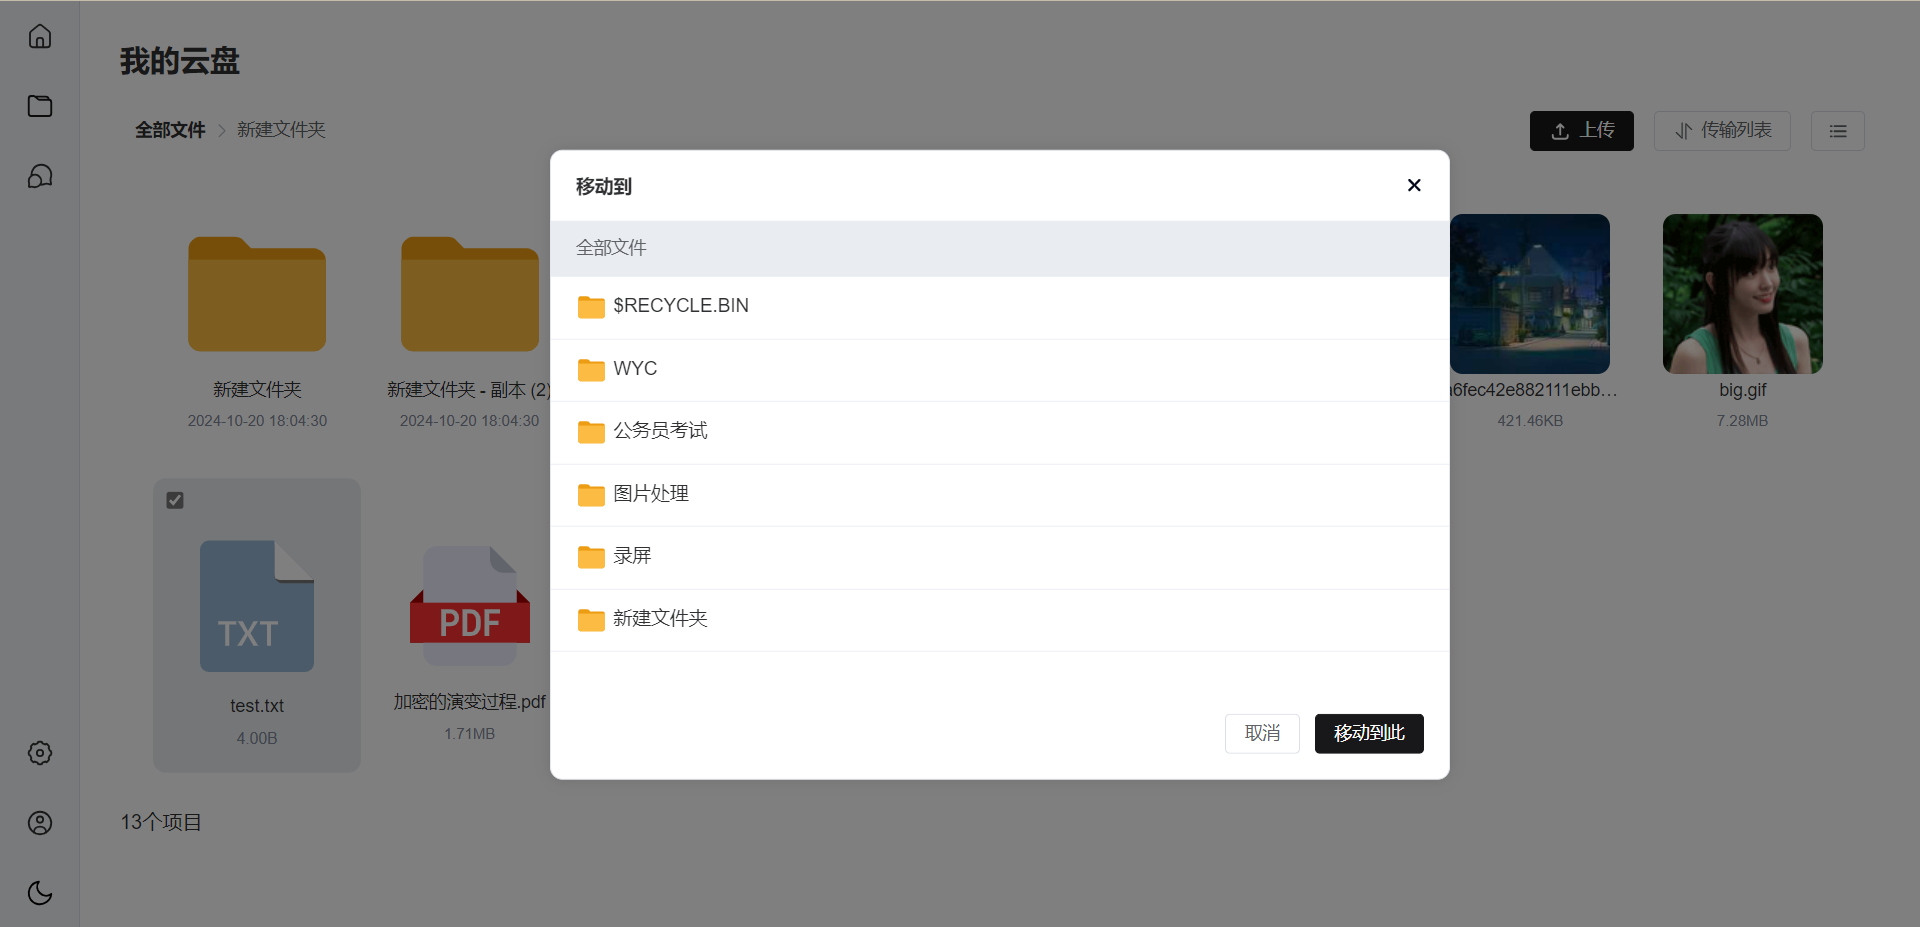 我的云盘
全部文件 > 新建文件夹
上传
传输列表
移动到
全部文件
$RECYCLE.BIN
WYC
公务员考试
图片处理
录屏
新建文件夹
取消
移动到此
新建文件夹
2024-10-20 18:04:30
新建文件夹 - 副本 (2)
2024-10-20 18:04:30
6fec42e882111ebb...
421.46KB
big.gif
7.28MB
TXT
test.txt
4.00B
PDF
加密的演变过程.pdf
1.71MB
13个项目